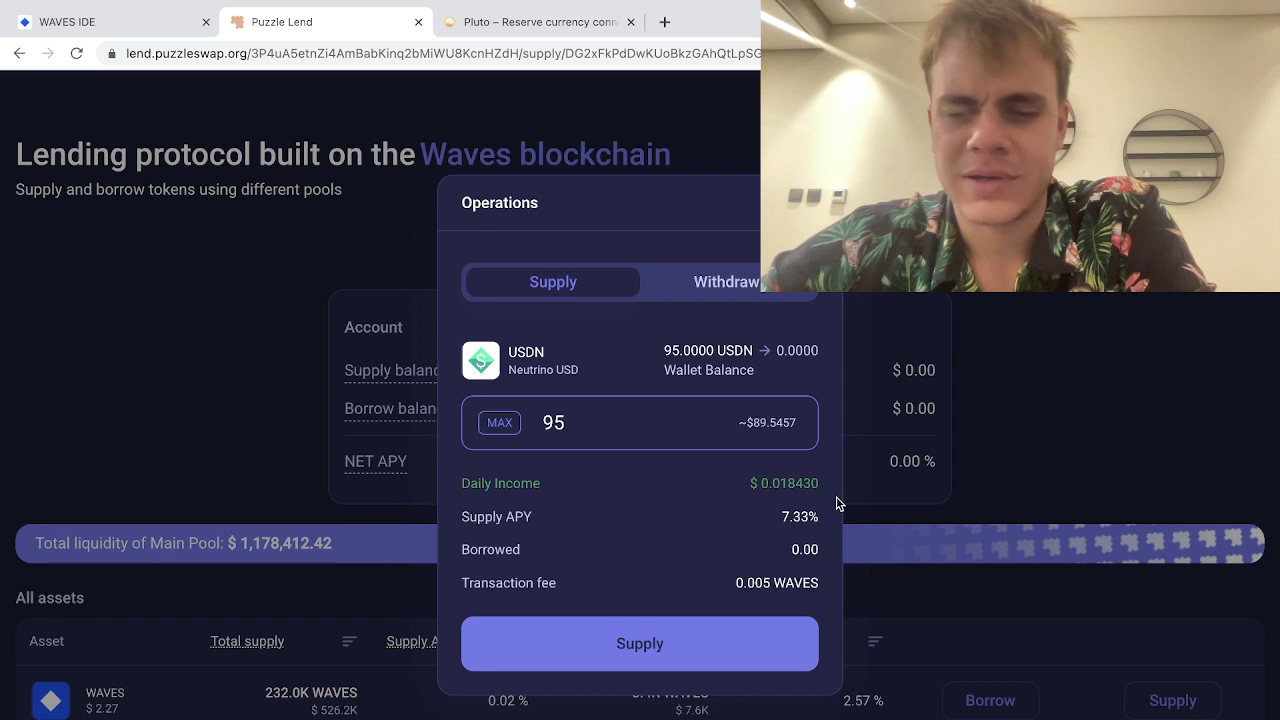 WAVES IDE
Puzzle Lend
Pluto – Reserve currency conn
lend.puzzleswap.org/3P4uA5etnZi4AmBabKinq2bMiWU8KcnHZdH/supply/DG2xFkPdDwKUoBkzGAhQtLpSG
Lending protocol built on the Waves blockchain
Supply and borrow tokens using different pools
Operations
Supply
Withdraw
Account
USDN
95.0000 USDN → 0.0000
Neutrino USD
Wallet Balance
Supply balanc
$ 0.00
Borrow balan
$ 0.00
MAX
95
~$89.5457
NET APY
0.00 %
Daily Income
$ 0.018430
Supply APY
7.33%
Total liquidity of Main Pool: $ 1,178,412.42
Borrowed
0.00
Transaction fee
0.005 WAVES
All assets
Asset
Total supply
Supply A
Supply
WAVES
$ 2.27
232.0K WAVES
$ 526.2K
0.02 %
$ 7.6K
2.57 %
Borrow
Supply